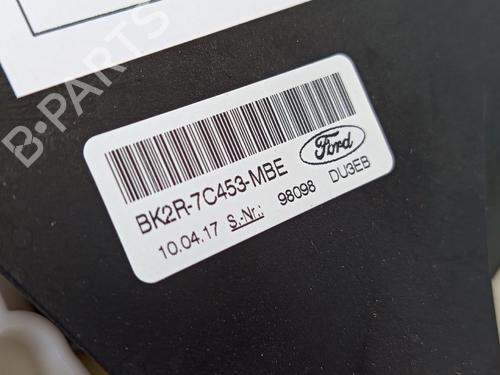 B-PARTS
Ford
BK2R-7C453-MBE
DU3EB
10.04.17 S.-Nr.: 98098